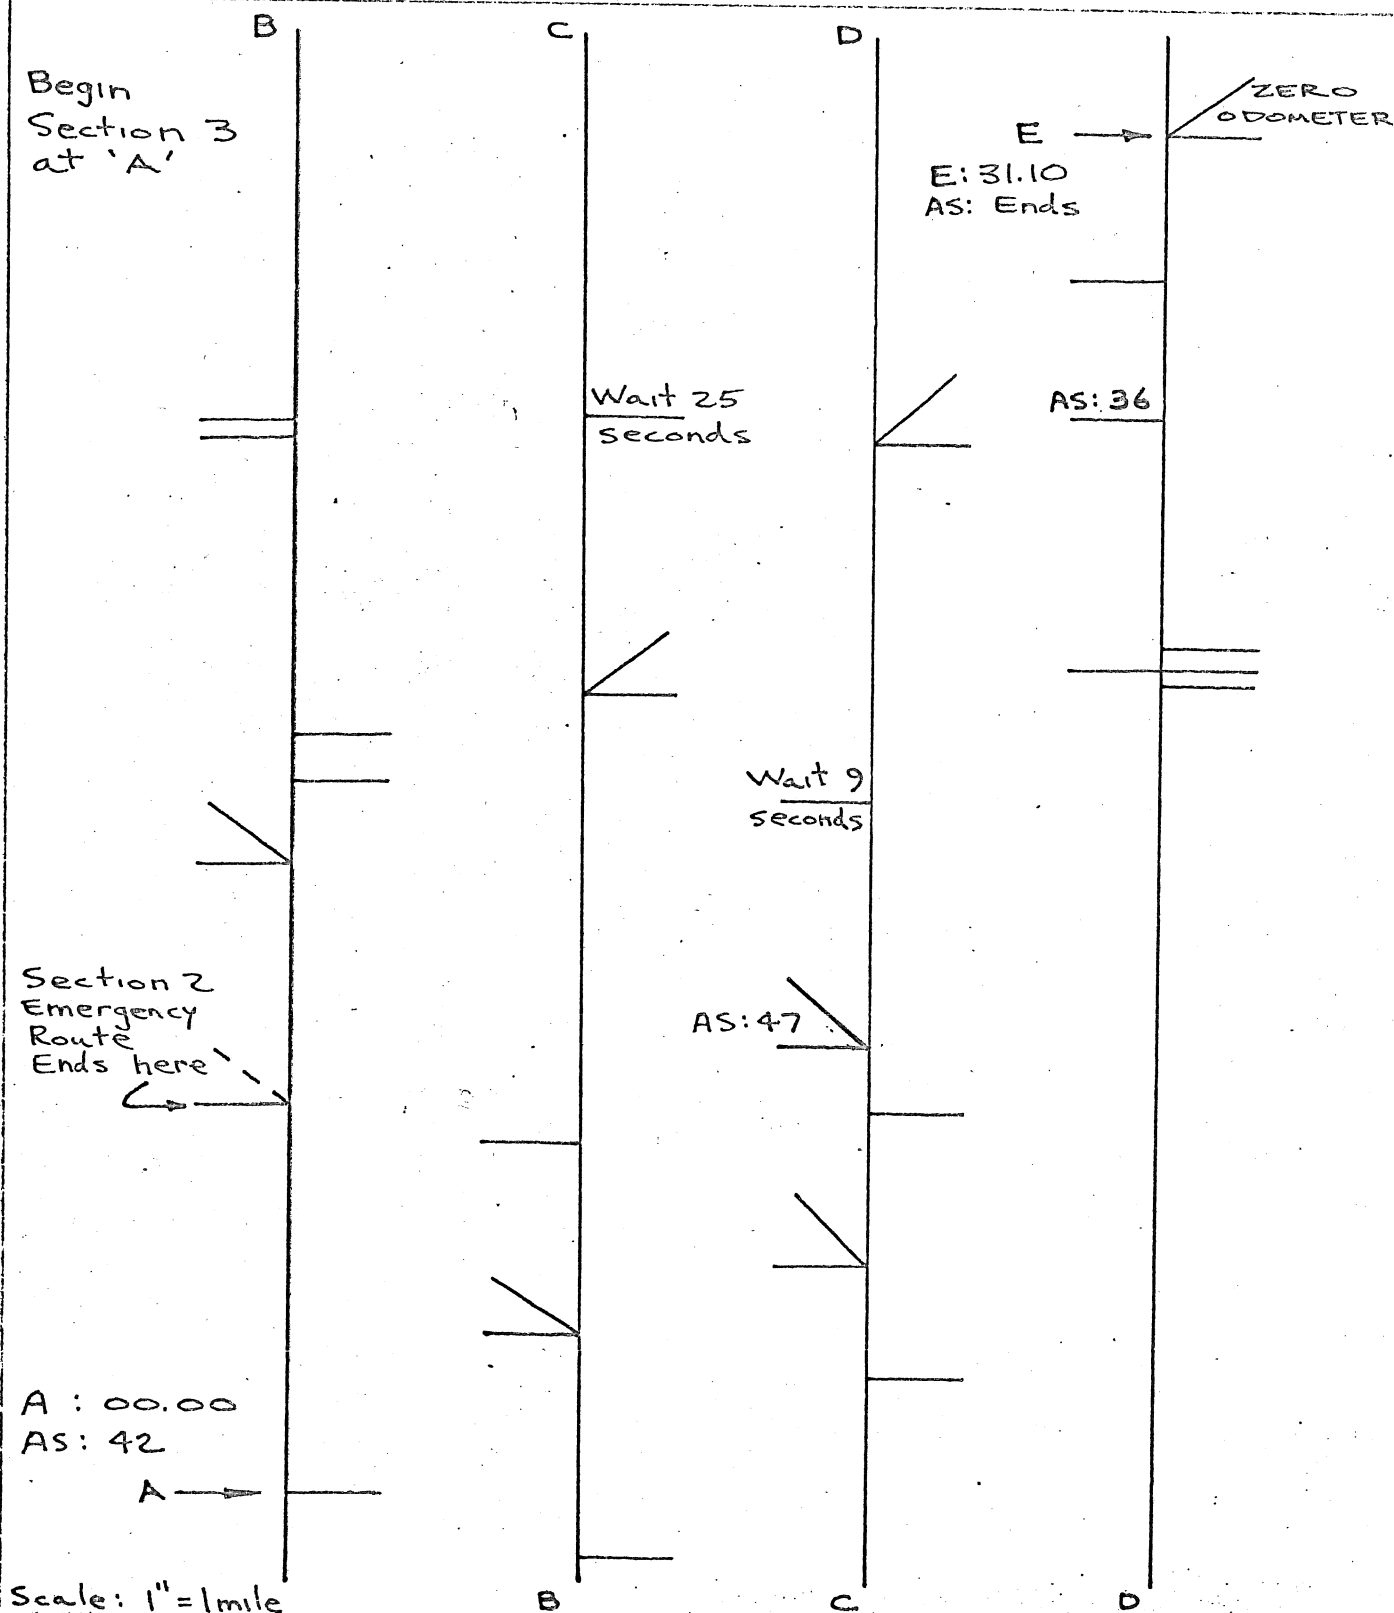 B
C
D
Begin
Section 3
at 'A'
ZERO
ODOMETER
E
E: 31.10
AS: Ends
Wait 25
seconds
AS: 36
Wait 9
seconds
Section 2
Emergency
Route
Ends here
AS: 47
A : 00.00
AS: 42
A
Scale: 1" = 1 mile
B
C
D